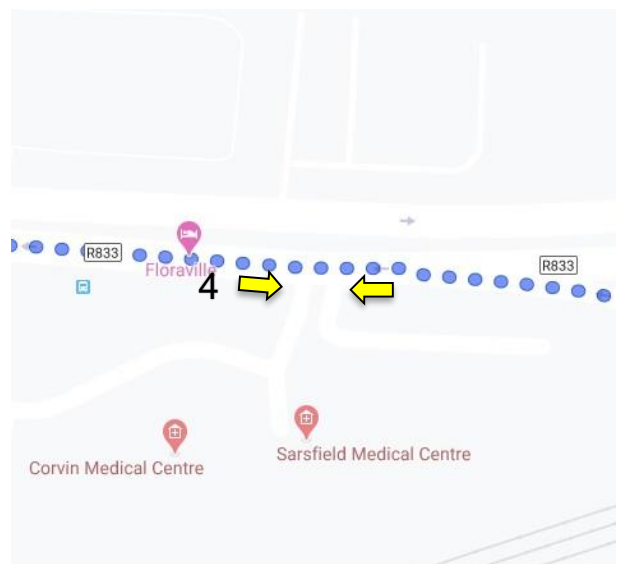 R833
R833
Floraville
4
Sarsfield Medical Centre
Corvin Medical Centre